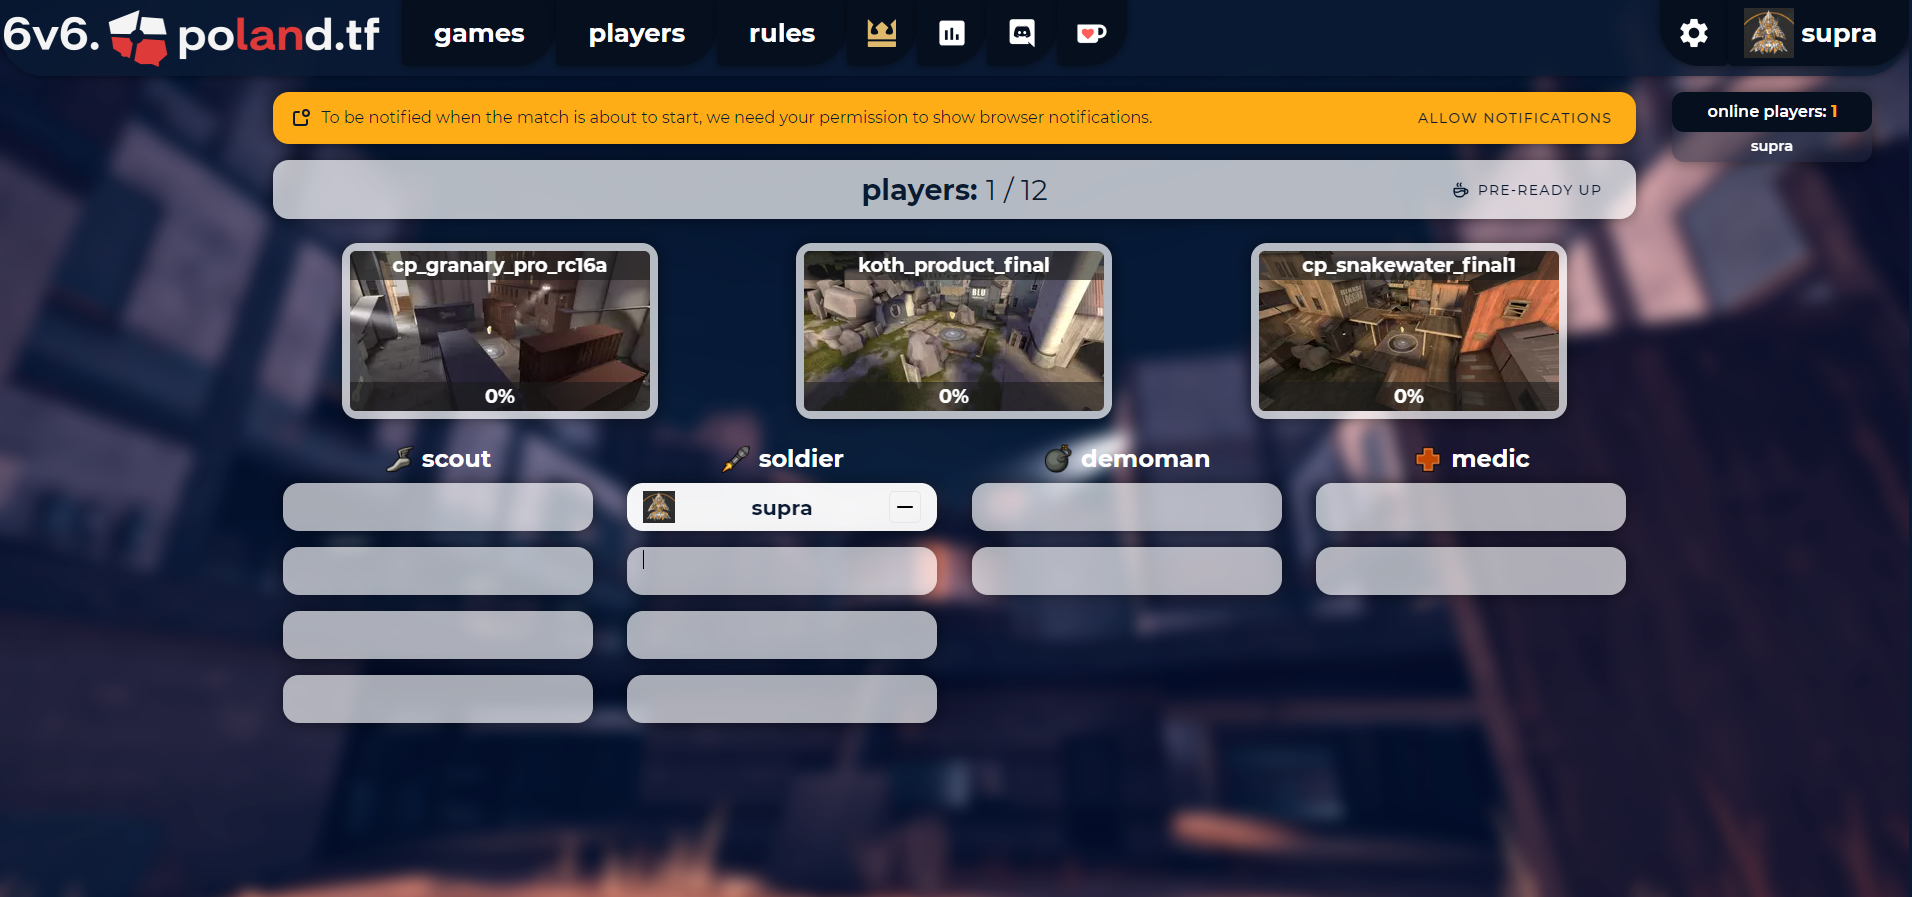 6v6. poland.tf games players rules supra
To be notified when the match is about to start, we need your permission to show browser notifications. ALLOW NOTIFICATIONS
online players: 1
supra
players: 1 / 12 PRE-READY UP
cp_granary_pro_rc16a koth_product_final cp_snakewater_final1
BLU
0% 0% 0%
scout soldier demoman medic
supra